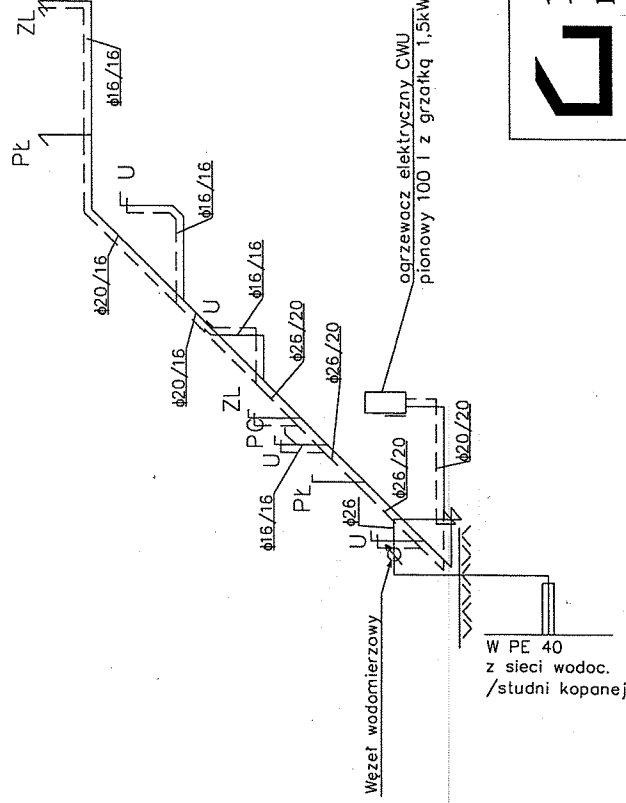 ZL
PŁ
ϕ16/16
U
ϕ16/16
ϕ20/16
U
ϕ16/16
ϕ20/16
ϕ26/20
ZL
ϕ26/20
PC
U
ϕ16/16
PŁ
ϕ26/20
ϕ26
U
ϕ20/20
ogrzewacz elektryczny CWU
pionowy 100 l z grzałką 1,5kW
Węzeł wodomierzowy
W PE 40
z sieci wodoc.
/studni kopanej